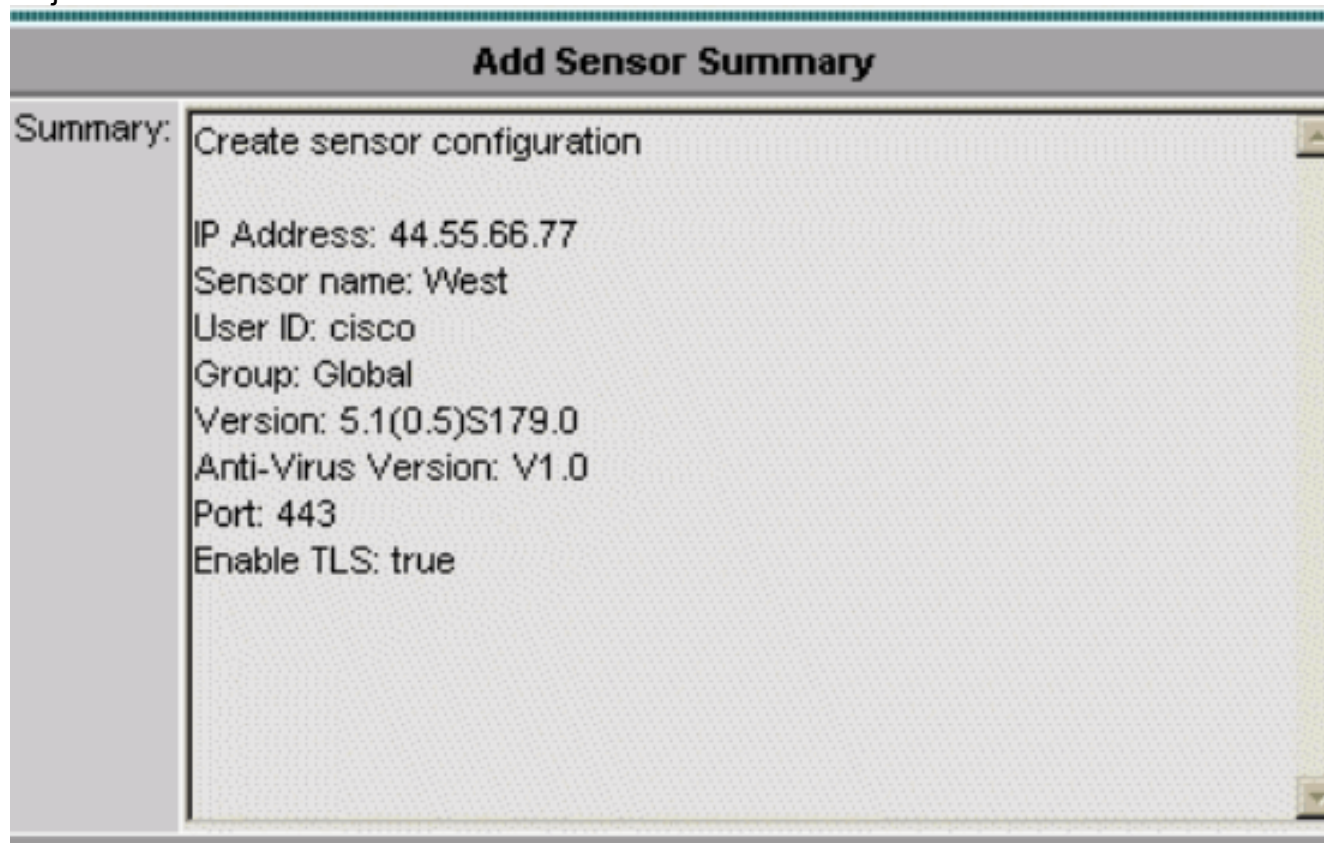 Add Sensor Summary
Summary:
Create sensor configuration
IP Address: 44.55.66.77
Sensor name: West
User ID: cisco
Group: Global
Version: 5.1(0.5)S179.0
Anti-Virus Version: V1.0
Port: 443
Enable TLS: true